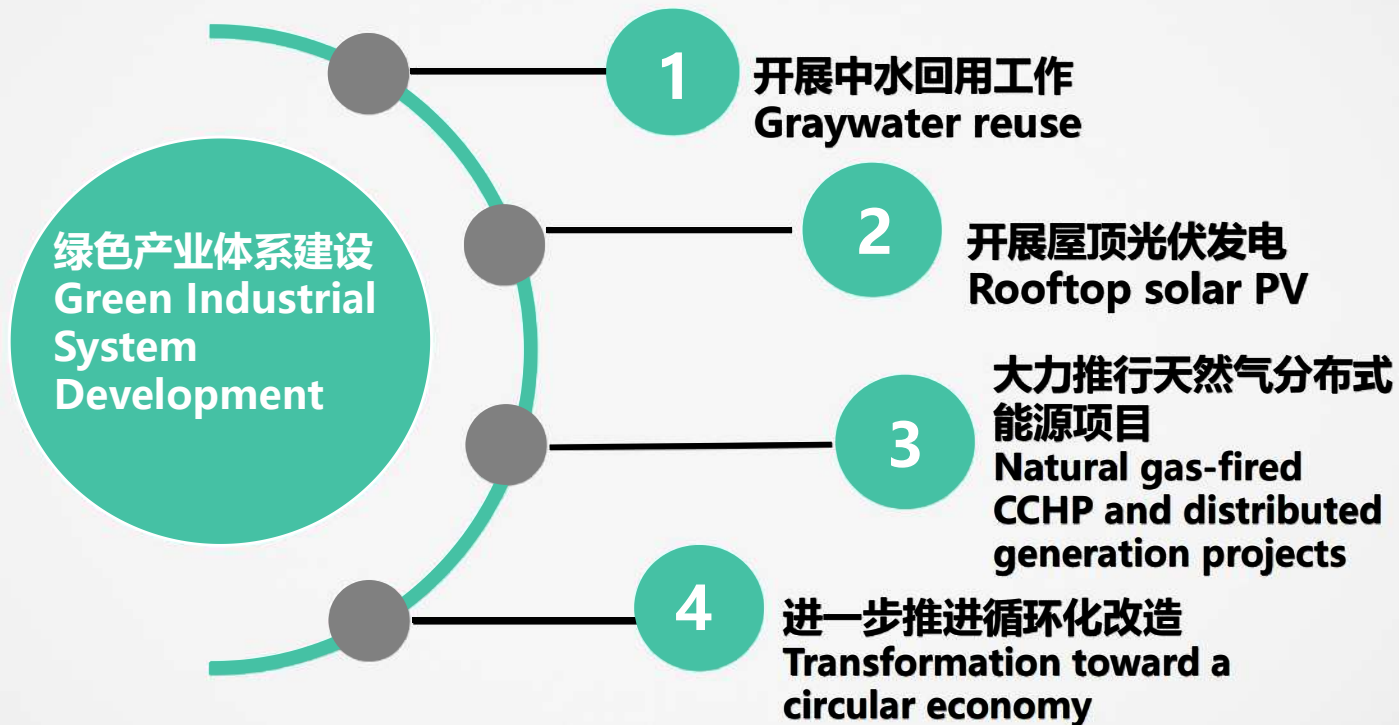 绿色产业体系建设
Green Industrial
System
Development
1
开展中水回用工作
Graywater reuse
2
开展屋顶光伏发电
Rooftop solar PV
3
大力推行天然气分布式
能源项目
Natural gas-fired
CCHP and distributed
generation projects
4
进一步推进循环化改造
Transformation toward a
circular economy